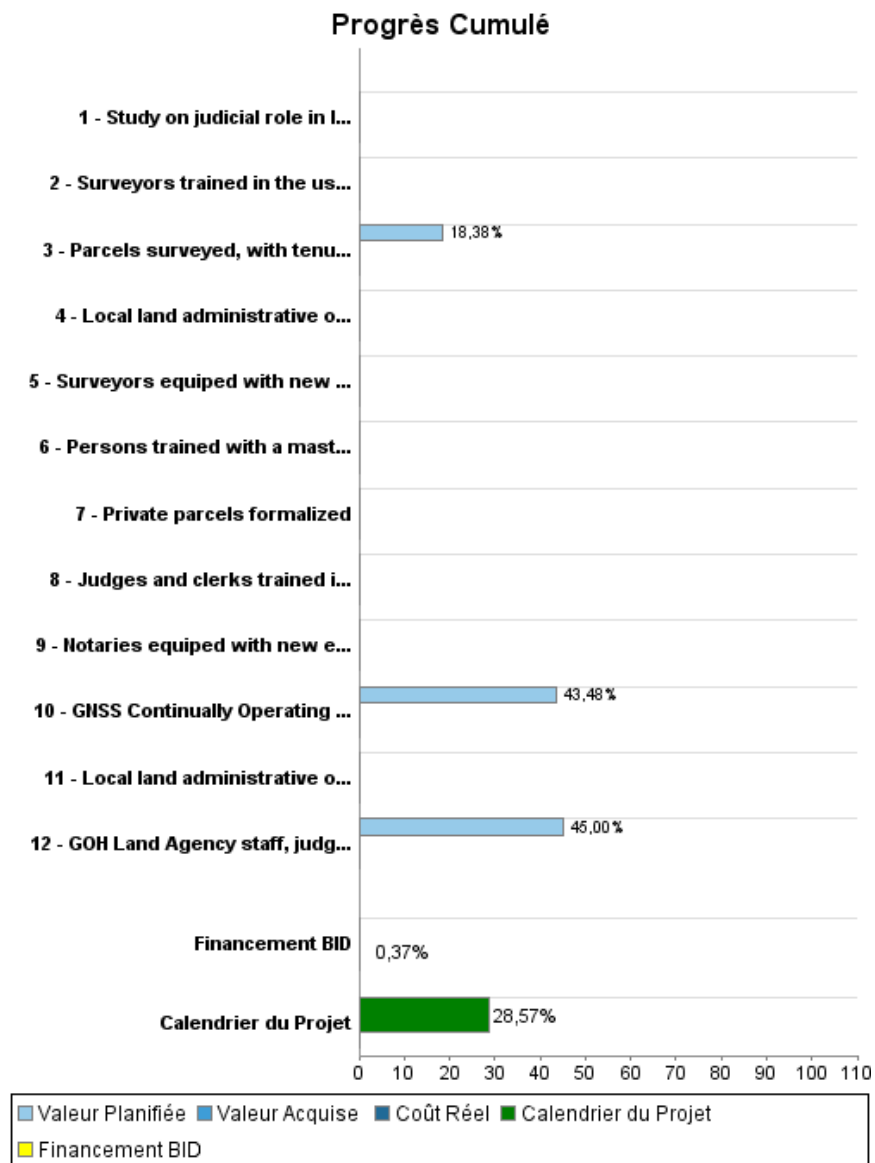 Progrès Cumulé
1 - Study on judicial role in l...
2 - Surveyors trained in the us...
18,38%
3 - Parcels surveyed, with tenu...
4 - Local land administrative o...
5 - Surveyors equiped with new ...
6 - Persons trained with a mast...
7 - Private parcels formalized
8 - Judges and clerks trained i...
9 - Notaries equiped with new e...
43,48%
10 - GNSS Continually Operating ...
11 - Local land administrative o...
45,00%
12 - GOH Land Agency staff, judg...
Financement BID 0,37%
Calendrier du Projet 28,57%
0 10 20 30 40 50 60 70 80 90 100 110
Valeur Planifiée Valeur Acquise Coût Réel Calendrier du Projet
Financement BID